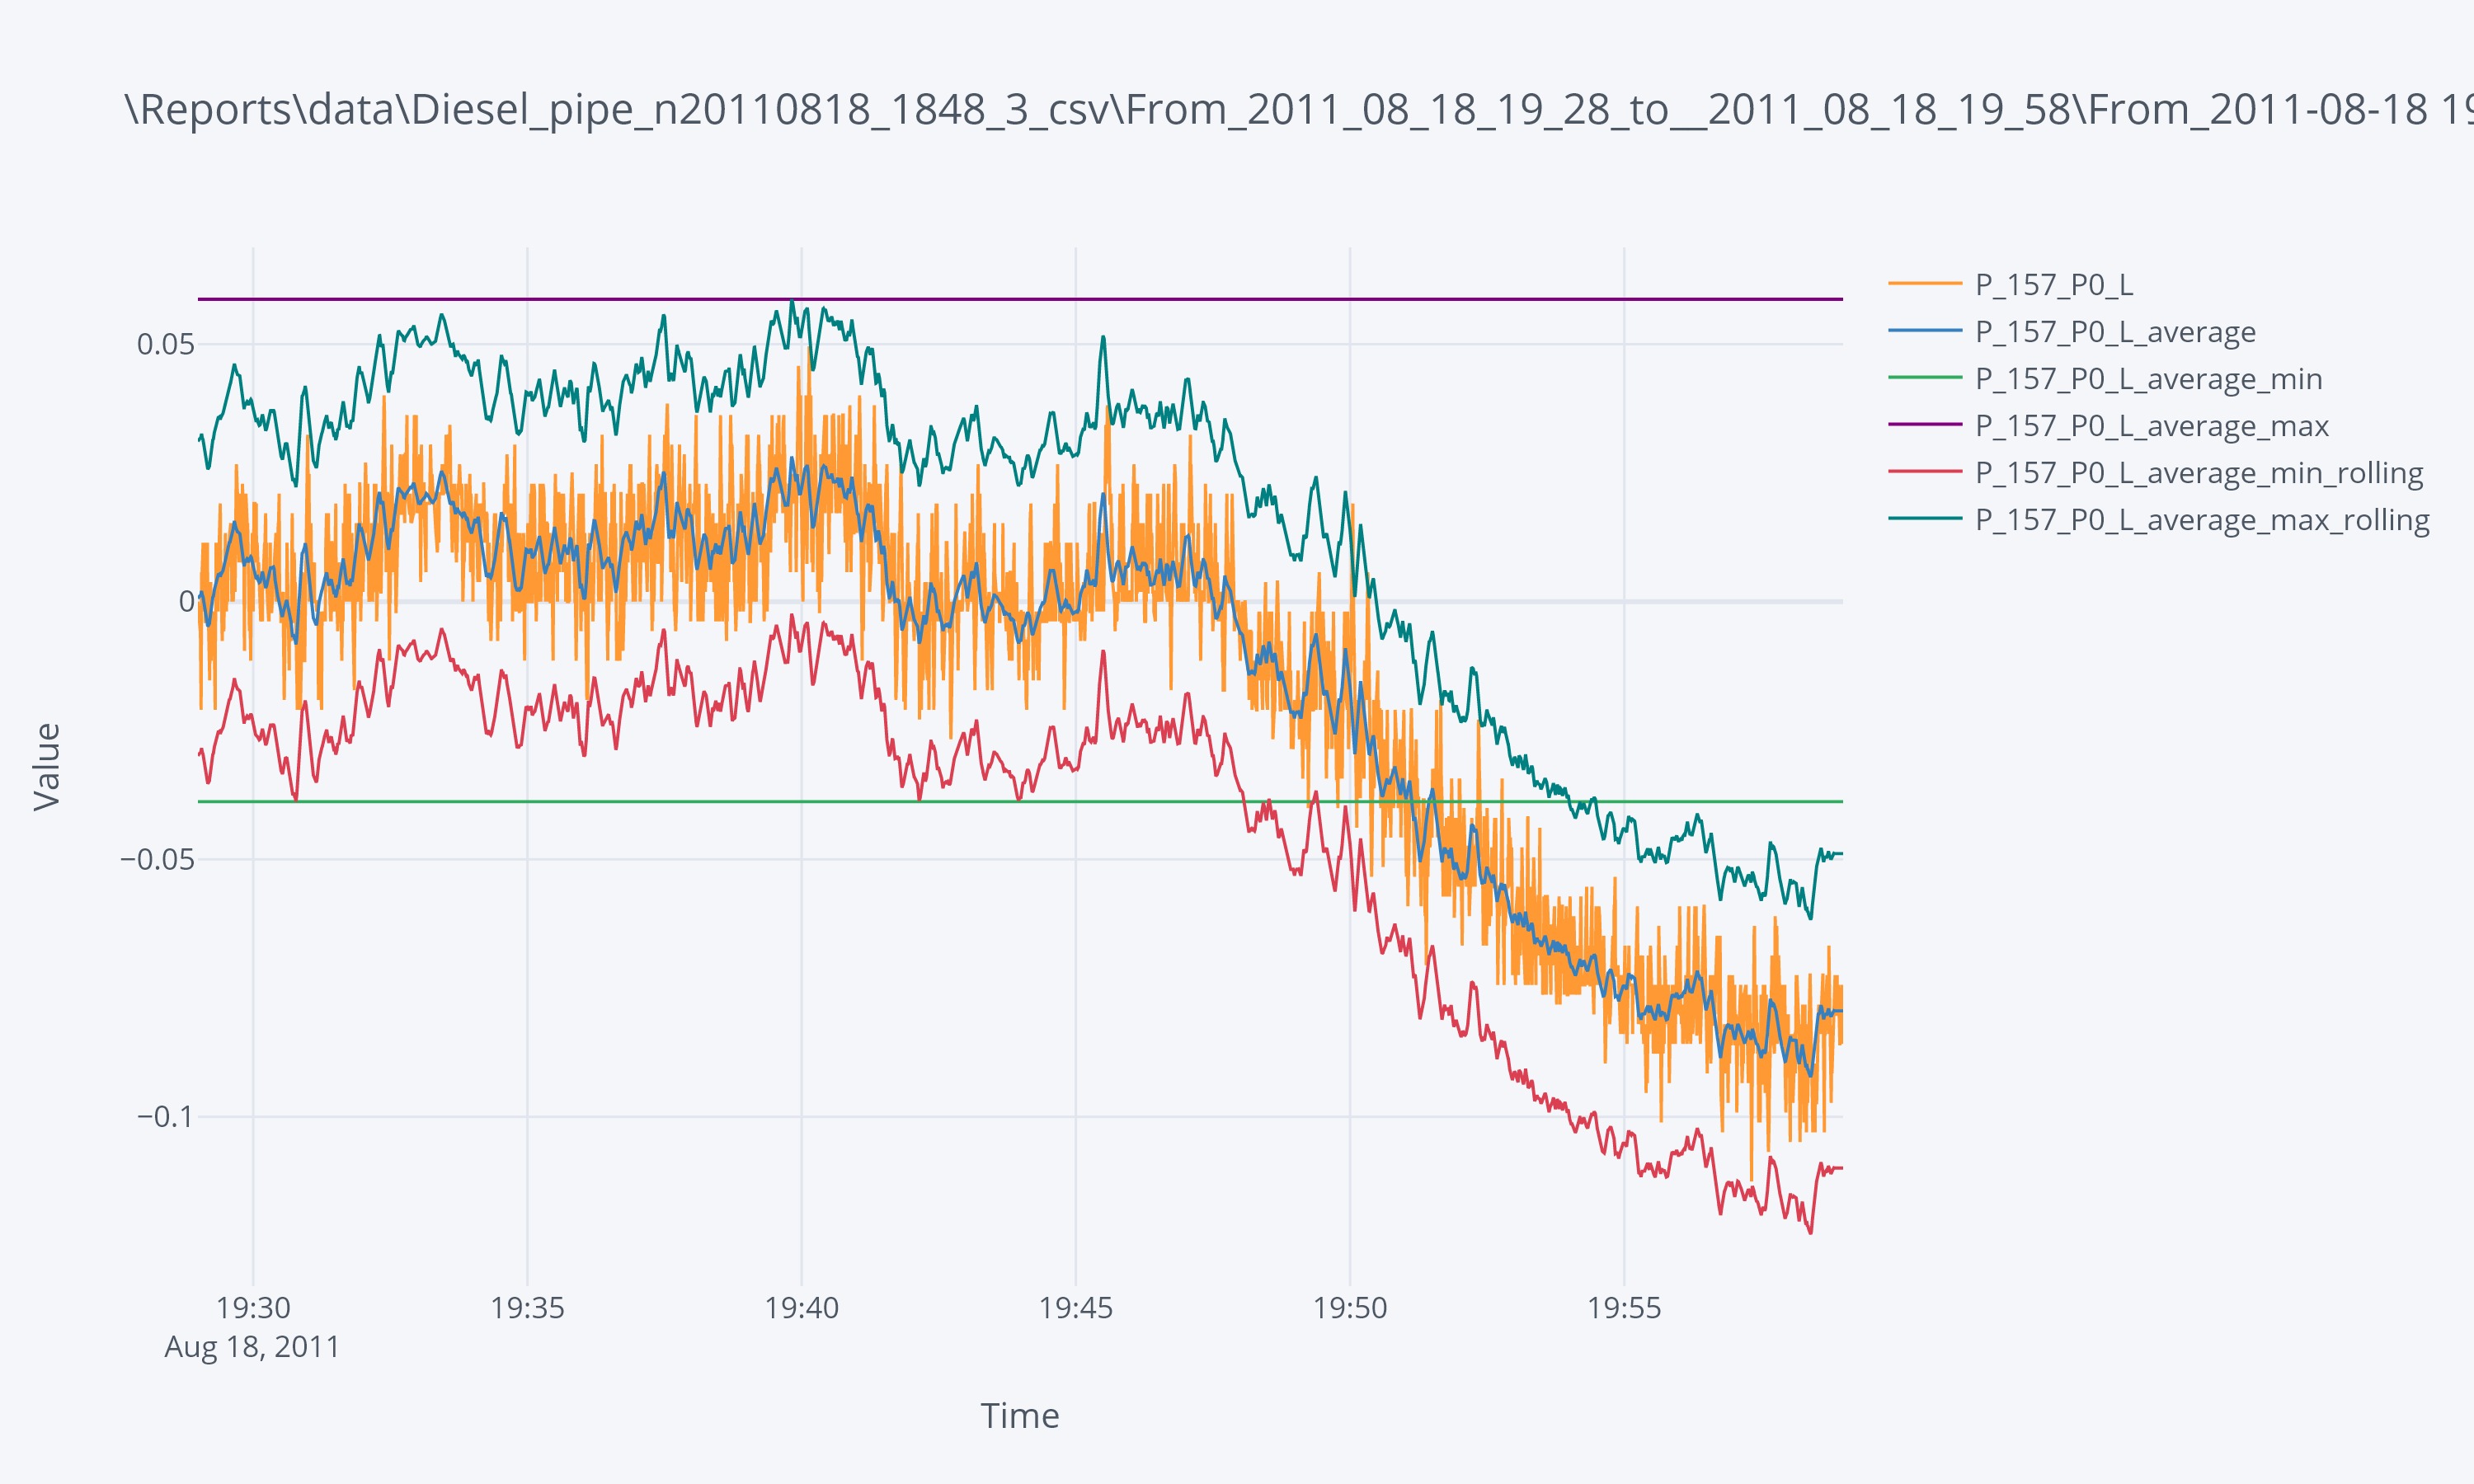 \Reports\data\Diesel_pipe_n20110818_1848_3_csv\From_2011_08_18_19_28_to__2011_08_18_19_58\From_2011-08-18 19
P_157_P0_L
P_157_P0_L_average
P_157_P0_L_average_min
P_157_P0_L_average_max
P_157_P0_L_average_min_rolling
P_157_P0_L_average_max_rolling
Value
0.05
0
−0.05
−0.1
19:30 19:35 19:40 19:45 19:50 19:55
Aug 18, 2011
Time